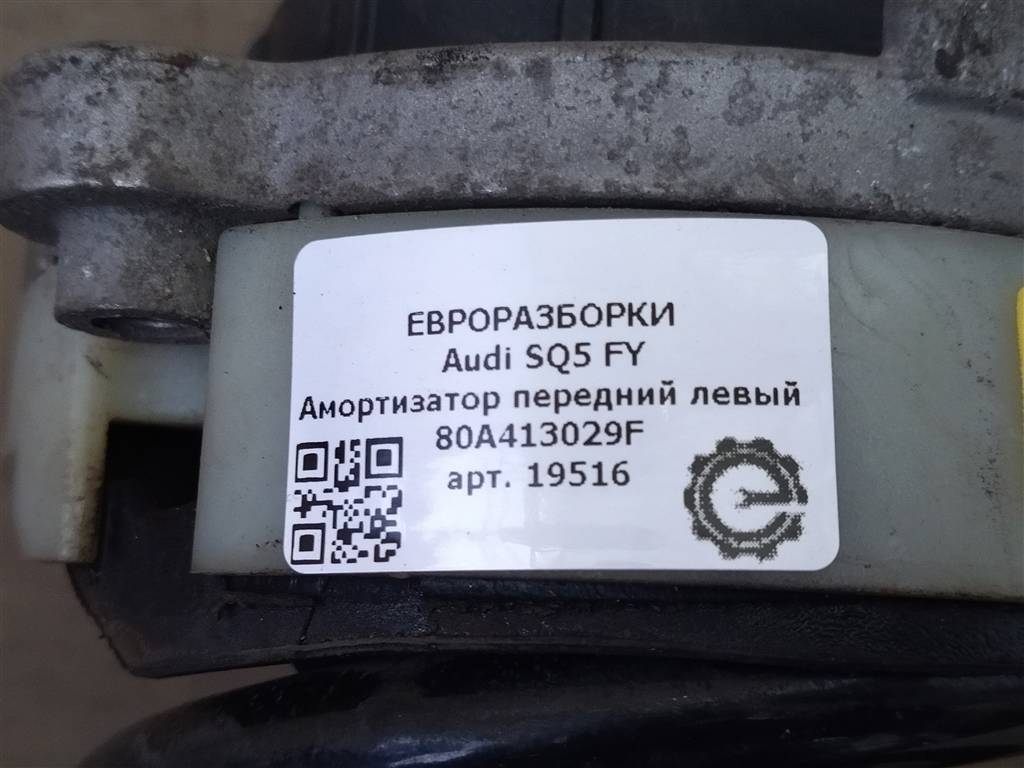 ЕВРОРАЗБОРКИ
Audi SQ5 FY
Амортизатор передний левый
80A413029F
арт. 19516